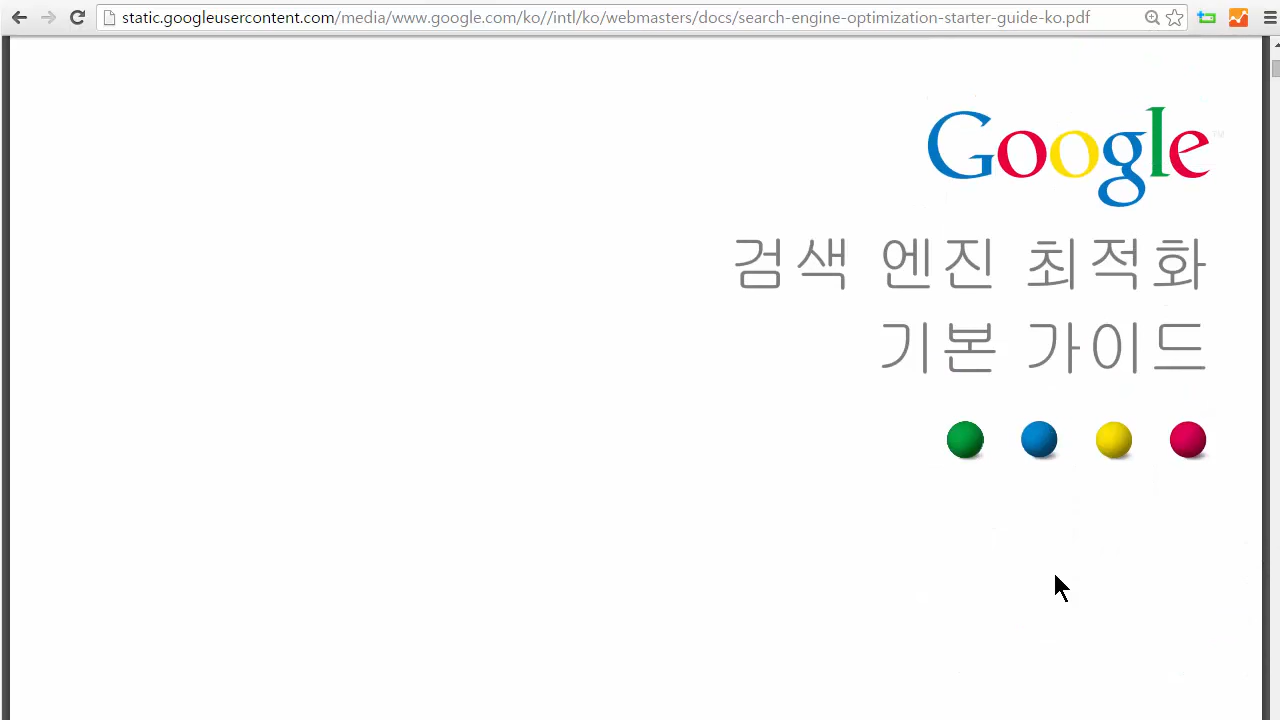 static.googleusercontent.com/media/www.google.com/ko//intl/ko/webmasters/docs/search-engine-optimization-starter-guide-ko.pdf
Google™
검색 엔진 최적화
기본 가이드